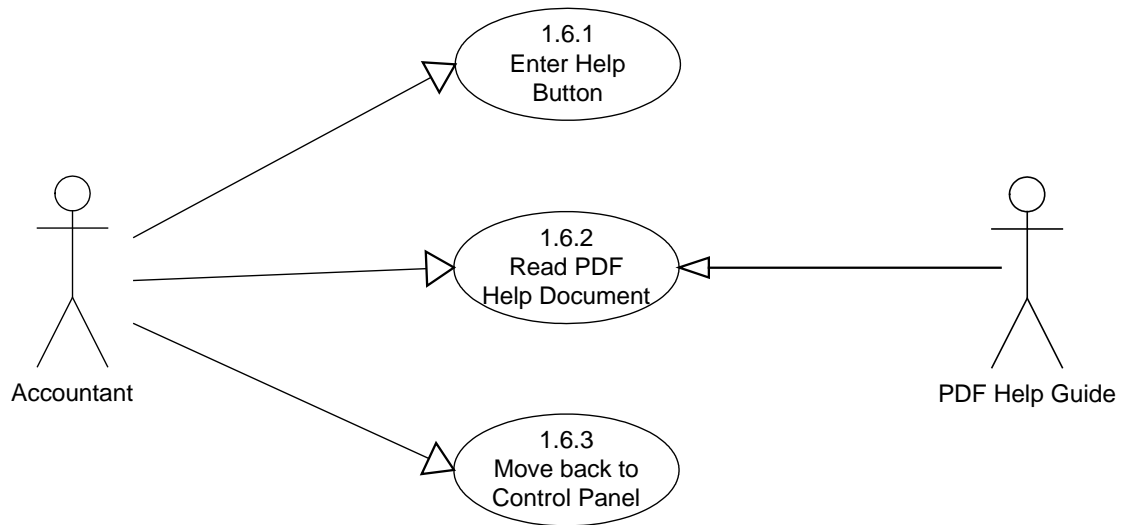 1.6.1
Enter Help
Button
1.6.2
Read PDF
Help Document
Accountant
PDF Help Guide
1.6.3
Move back to
Control Panel